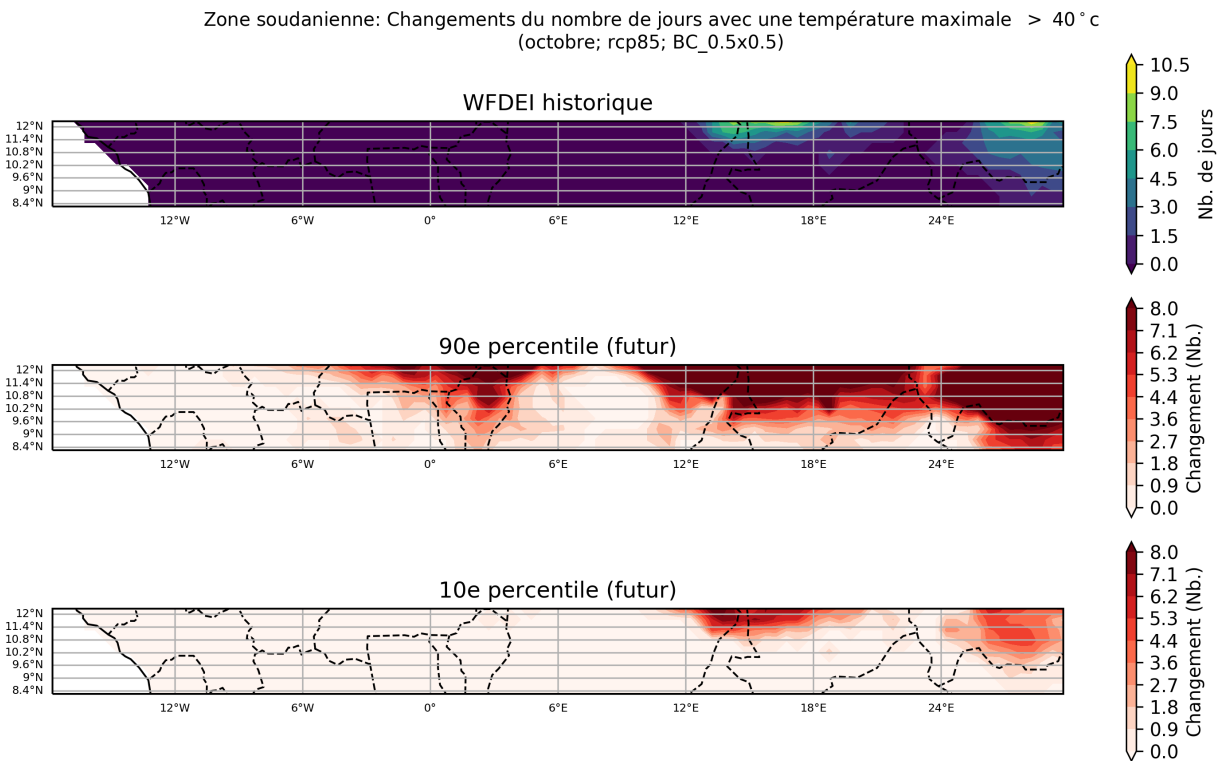 Zone soudanienne: Changements du nombre de jours avec une température maximale > 40°c
(octobre; rcp85; BC_0.5x0.5)
WFDEI historique
12°N
11.4°N
10.8°N
10.2°N
9.6°N
9°N
8.4°N
12°W 6°W 0° 6°E 12°E 18°E 24°E
10.5
9.0
7.5
6.0
4.5
3.0
1.5
0.0
Nb. de jours
90e percentile (futur)
12°N
11.4°N
10.8°N
10.2°N
9.6°N
9°N
8.4°N
12°W 6°W 0° 6°E 12°E 18°E 24°E
8.0
7.1
6.2
5.3
4.4
3.6
2.7
1.8
0.9
0.0
Changement (Nb.)
10e percentile (futur)
12°N
11.4°N
10.8°N
10.2°N
9.6°N
9°N
8.4°N
12°W 6°W 0° 6°E 12°E 18°E 24°E
8.0
7.1
6.2
5.3
4.4
3.6
2.7
1.8
0.9
0.0
Changement (Nb.)